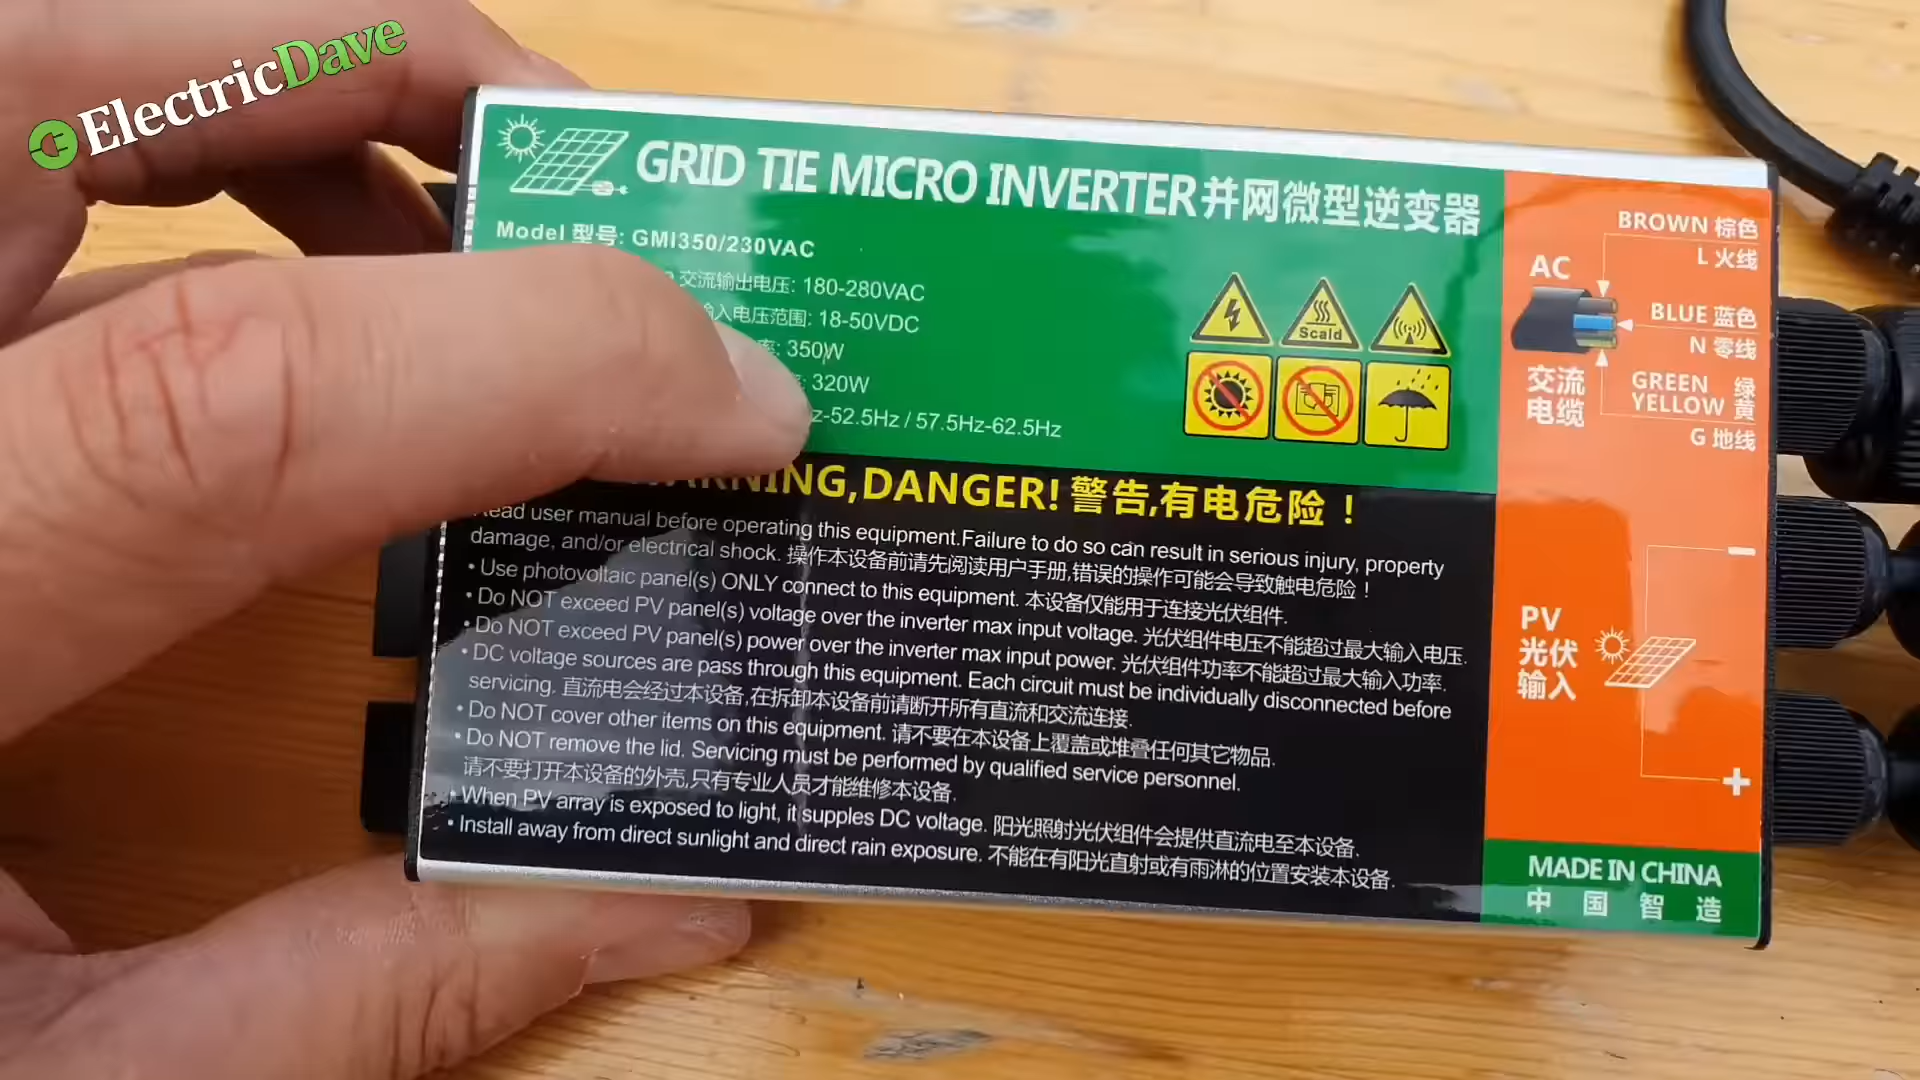 ElectricDave
GRID TIE MICRO INVERTER并网微型逆变器
Model 型号: GMI350/230VAC
交流输出电压: 180-280VAC
输入电压范围: 18-50VDC
率: 350W
320W
z-52.5Hz / 57.5Hz-62.5Hz
Scald
WARNING,DANGER! 警告,有电危险！
Read user manual before operating this equipment.Failure to do so can result in serious injury, property
damage, and/or electrical shock. 操作本设备前请先阅读用户手册,错误的操作可能会导致触电危险！
• Use photovoltaic panel(s) ONLY connect to this equipment. 本设备仅能用于连接光伏组件.
• Do NOT exceed PV panel(s) voltage over the inverter max input voltage. 光伏组件电压不能超过最大输入电压.
• Do NOT exceed PV panel(s) power over the inverter max input power. 光伏组件功率不能超过最大输入功率.
• DC voltage sources are pass through this equipment. Each circuit must be individually disconnected before
servicing. 直流电会经过本设备,在拆卸本设备前请断开所有直流和交流连接.
• Do NOT cover other items on this equipment. 请不要在本设备上覆盖或堆叠任何其它物品.
• Do NOT remove the lid. Servicing must be performed by qualified service personnel.
请不要打开本设备的外壳,只有专业人员才能维修本设备.
• When PV array is exposed to light, it supples DC voltage. 阳光照射光伏组件会提供直流电至本设备.
• Install away from direct sunlight and direct rain exposure. 不能在有阳光直射或有雨淋的位置安装本设备.
BROWN 棕色
L 火线
AC
BLUE 蓝色
N 零线
交流
电缆
GREEN 绿
YELLOW 黄
G 地线
PV
光伏
输入
MADE IN CHINA
中国智造